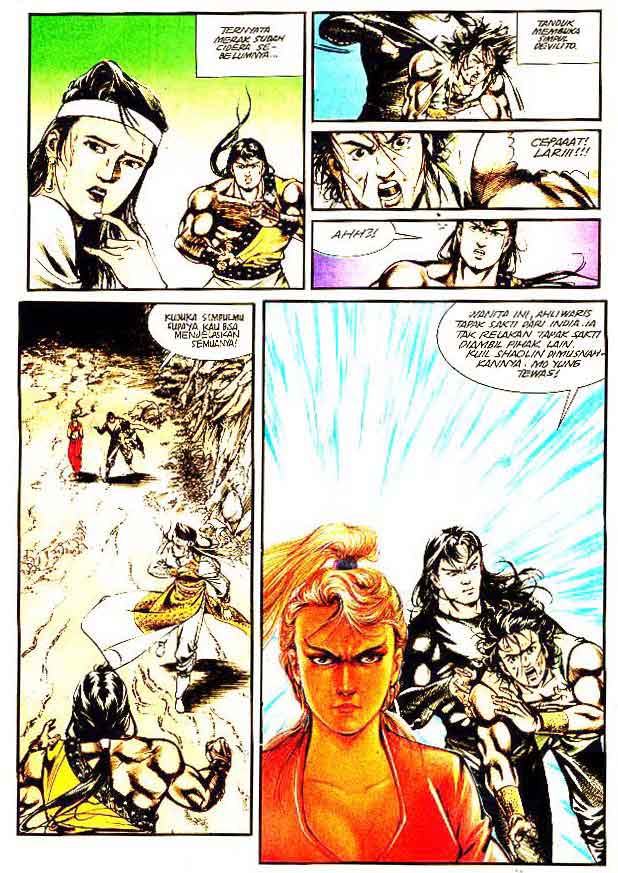 TERNYATA
MERAK SUDAH
CIDERA SE-
BELUMNYA...
TANDUK
MEMBUKA
SIMPUL
DEVILITO.
CEPAAAT!
LARIII!!!
AHH?!
KUBUKA SIMPULMU
SUPAYA KAU BISA
MENJELASKAN
SEMUANYA!
WANITA INI, AHLIWARIS
TAPAK SAKTI DARI INDIA. IA
TAK RELAKAN TAPAK SAKTI
DIAMBIL PIHAK LAIN.
KUIL SHAOLIN DIMUSNAH-
KANNYA. MO YUNG
TEWAS!